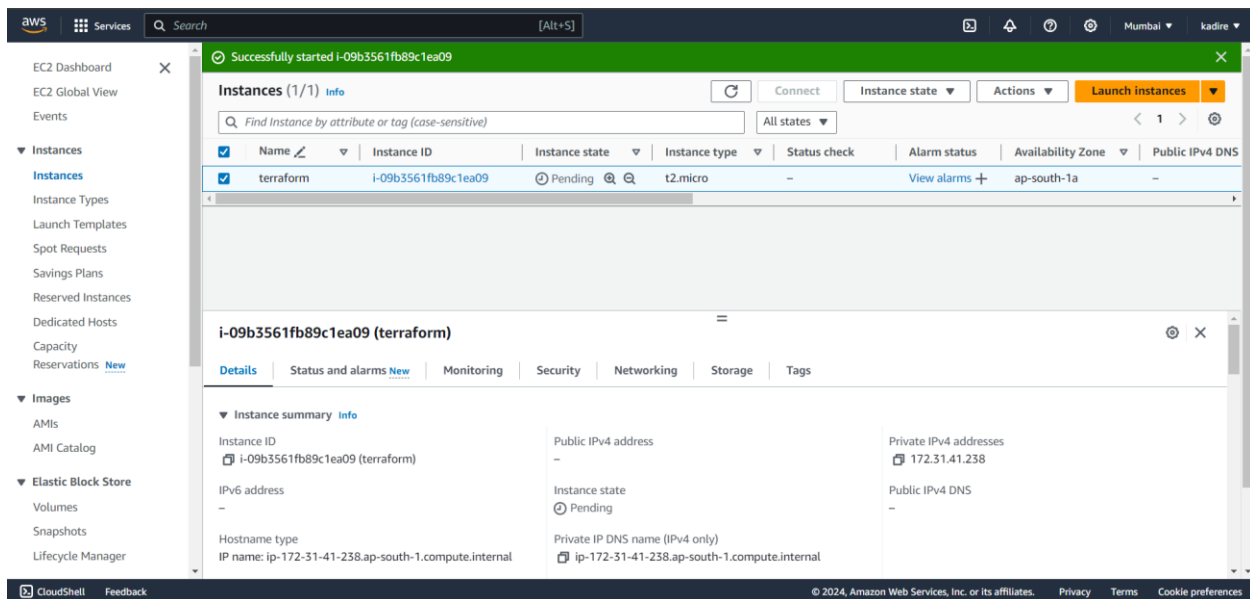 aws
Services
Search
[Alt+S]
Mumbai
kadire
EC2 Dashboard
EC2 Global View
Events
Instances
Instances
Instance Types
Launch Templates
Spot Requests
Savings Plans
Reserved Instances
Dedicated Hosts
Capacity
Reservations New
Images
AMIs
AMI Catalog
Elastic Block Store
Volumes
Snapshots
Lifecycle Manager
Successfully started i-09b3561fb89c1ea09
Instances (1/1) Info
Connect
Instance state
Actions
Launch instances
Find Instance by attribute or tag (case-sensitive)
All states
1
Name Instance ID Instance state Instance type Status check Alarm status Availability Zone Public IPv4 DNS
terraform i-09b3561fb89c1ea09 Pending t2.micro – View alarms + ap-south-1a –
i-09b3561fb89c1ea09 (terraform)
Details Status and alarms New Monitoring Security Networking Storage Tags
Instance summary Info
Instance ID
i-09b3561fb89c1ea09 (terraform)
Public IPv4 address
–
Private IPv4 addresses
172.31.41.238
IPv6 address
–
Instance state
Pending
Public IPv4 DNS
–
Hostname type
IP name: ip-172-31-41-238.ap-south-1.compute.internal
Private IP DNS name (IPv4 only)
ip-172-31-41-238.ap-south-1.compute.internal
CloudShell Feedback
© 2024, Amazon Web Services, Inc. or its affiliates. Privacy Terms Cookie preferences